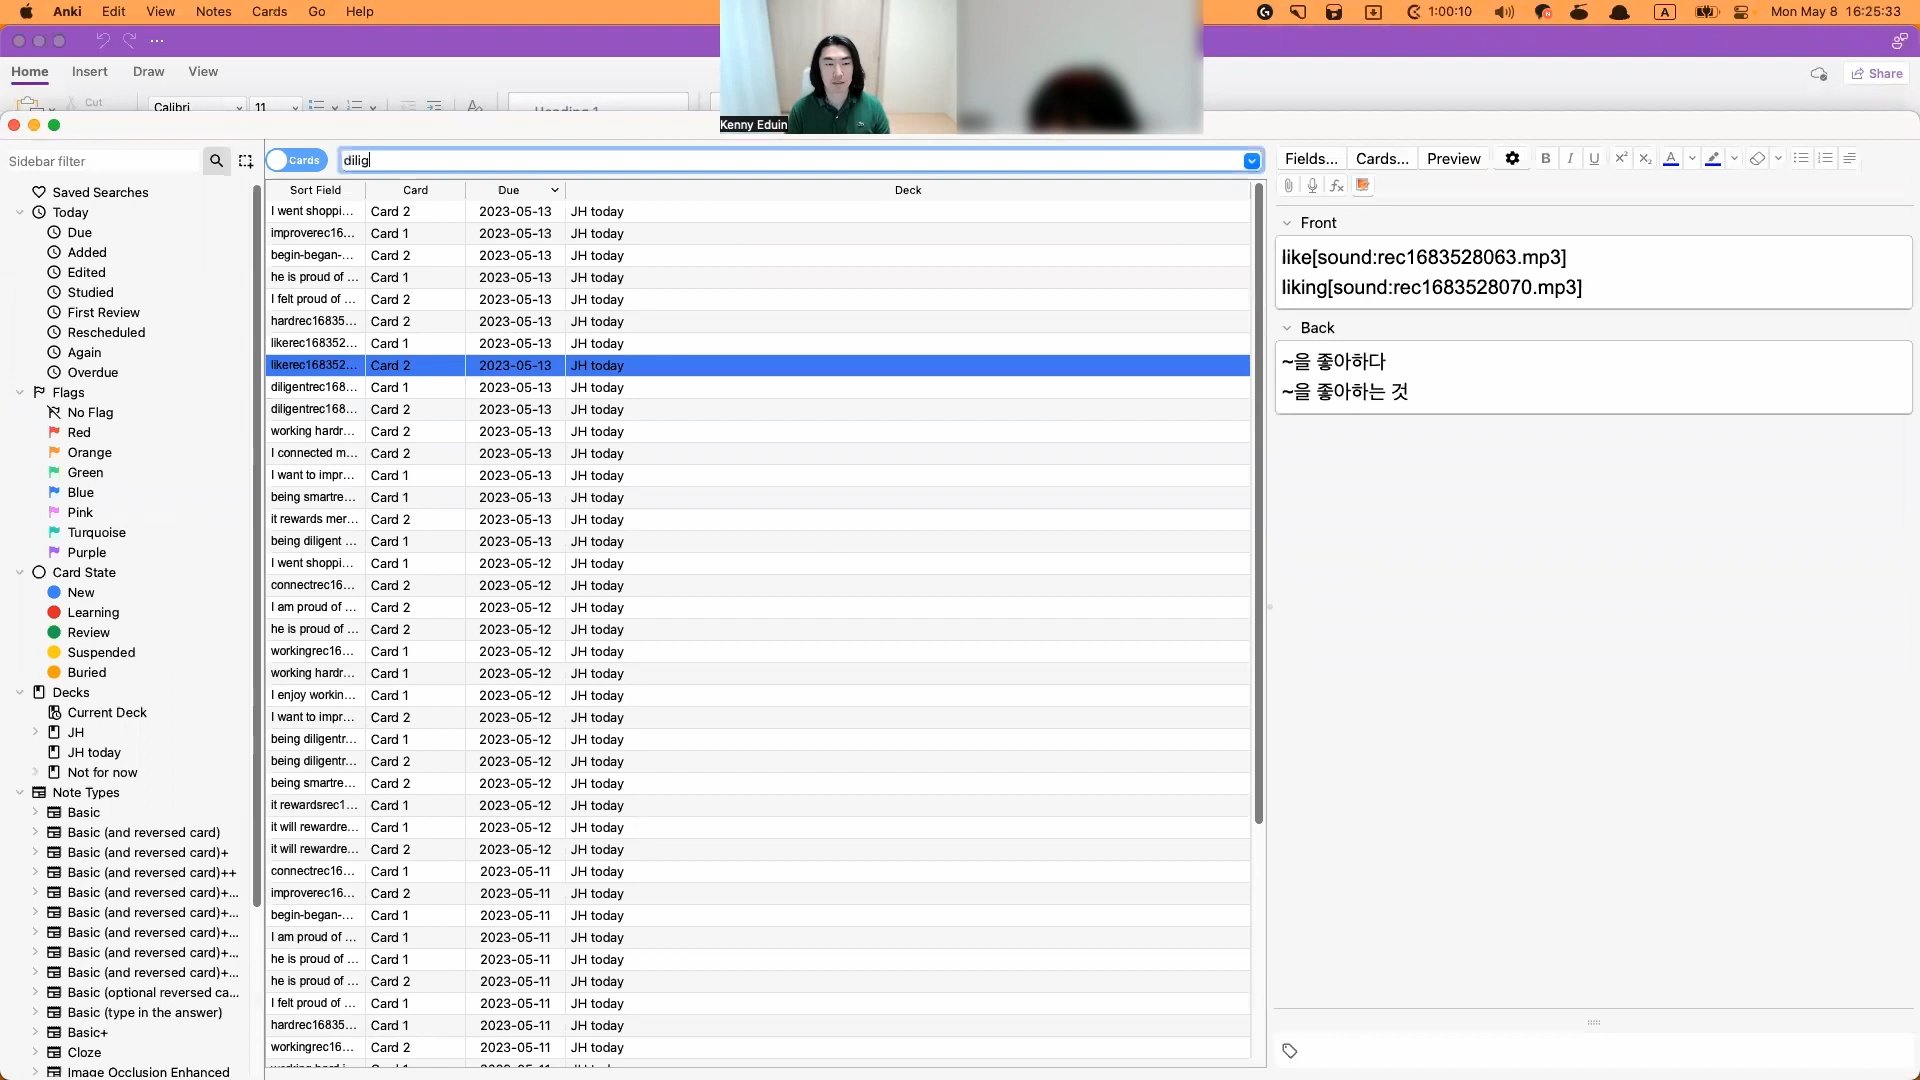 Anki Edit View Notes Cards Go Help
1:00:10 A Mon May 8 16:25:33
Home Insert Draw View
Share
Cut
Calibri 11
Kenny Eduin
Sidebar filter
Cards dilig
Fields... Cards... Preview
B I U x² x₂ A
Saved Searches
Today
Due
Added
Edited
Studied
First Review
Rescheduled
Again
Overdue
Flags
No Flag
Red
Orange
Green
Blue
Pink
Turquoise
Purple
Card State
New
Learning
Review
Suspended
Buried
Decks
Current Deck
JH
JH today
Not for now
Note Types
Basic
Basic (and reversed card)
Basic (and reversed card)+
Basic (and reversed card)++
Basic (and reversed card)+...
Basic (and reversed card)+...
Basic (and reversed card)+...
Basic (and reversed card)+...
Basic (and reversed card)+...
Basic (optional reversed ca...
Basic (type in the answer)
Basic+
Cloze
Image Occlusion Enhanced
Sort Field Card Due Deck
I went shoppi... Card 2 2023-05-13 JH today
improverec16... Card 1 2023-05-13 JH today
begin-began-... Card 2 2023-05-13 JH today
he is proud of ... Card 1 2023-05-13 JH today
I felt proud of ... Card 2 2023-05-13 JH today
hardrec16835... Card 2 2023-05-13 JH today
likerec168352... Card 1 2023-05-13 JH today
likerec168352... Card 2 2023-05-13 JH today
diligentrec168... Card 1 2023-05-13 JH today
diligentrec168... Card 2 2023-05-13 JH today
working hardr... Card 2 2023-05-13 JH today
I connected m... Card 2 2023-05-13 JH today
I want to impr... Card 1 2023-05-13 JH today
being smartre... Card 1 2023-05-13 JH today
it rewards mer... Card 2 2023-05-13 JH today
being diligent ... Card 1 2023-05-13 JH today
I went shoppi... Card 1 2023-05-12 JH today
connectrec16... Card 2 2023-05-12 JH today
I am proud of ... Card 2 2023-05-12 JH today
he is proud of ... Card 2 2023-05-12 JH today
workingrec16... Card 1 2023-05-12 JH today
working hardr... Card 1 2023-05-12 JH today
I enjoy workin... Card 1 2023-05-12 JH today
I want to impr... Card 2 2023-05-12 JH today
being diligentr... Card 1 2023-05-12 JH today
being diligentr... Card 2 2023-05-12 JH today
being smartre... Card 2 2023-05-12 JH today
it rewardsrec1... Card 1 2023-05-12 JH today
it will rewardre... Card 1 2023-05-12 JH today
it will rewardre... Card 2 2023-05-12 JH today
connectrec16... Card 1 2023-05-11 JH today
improverec16... Card 2 2023-05-11 JH today
begin-began-... Card 1 2023-05-11 JH today
I am proud of ... Card 1 2023-05-11 JH today
he is proud of ... Card 1 2023-05-11 JH today
he is proud of ... Card 2 2023-05-11 JH today
I felt proud of ... Card 1 2023-05-11 JH today
hardrec16835... Card 1 2023-05-11 JH today
workingrec16... Card 2 2023-05-11 JH today
Front
like[sound:rec1683528063.mp3]
liking[sound:rec1683528070.mp3]
Back
~을 좋아하다
~을 좋아하는 것